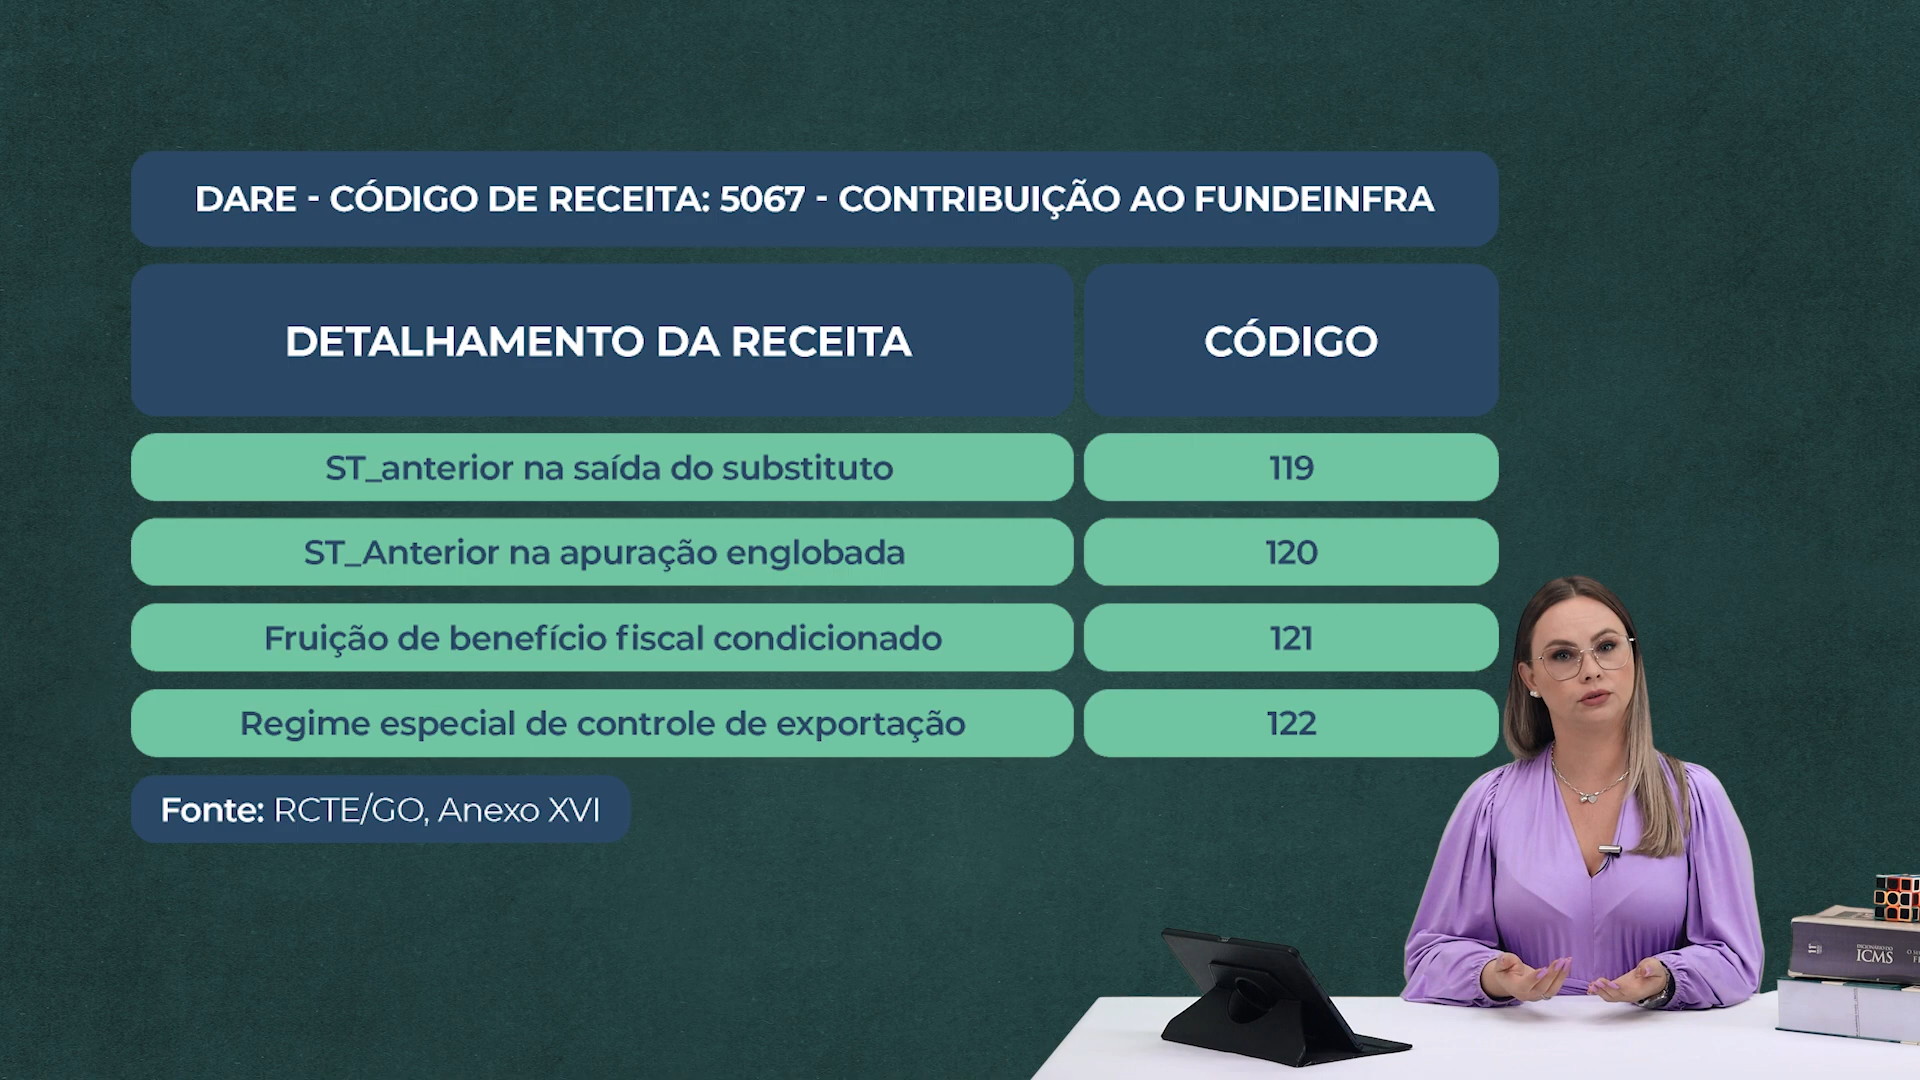 DARE - CÓDIGO DE RECEITA: 5067 - CONTRIBUIÇÃO AO FUNDEINFRA
DETALHAMENTO DA RECEITA CÓDIGO
ST_anterior na saída do substituto 119
ST_Anterior na apuração englobada 120
Fruição de benefício fiscal condicionado 121
Regime especial de controle de exportação 122
Fonte: RCTE/GO, Anexo XVI
ICMS